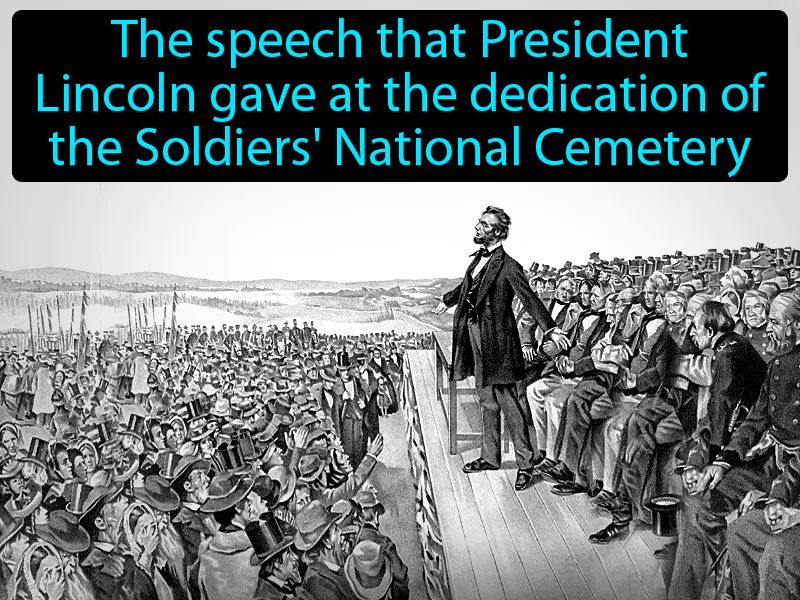 The speech that President
Lincoln gave at the dedication of
the Soldiers' National Cemetery